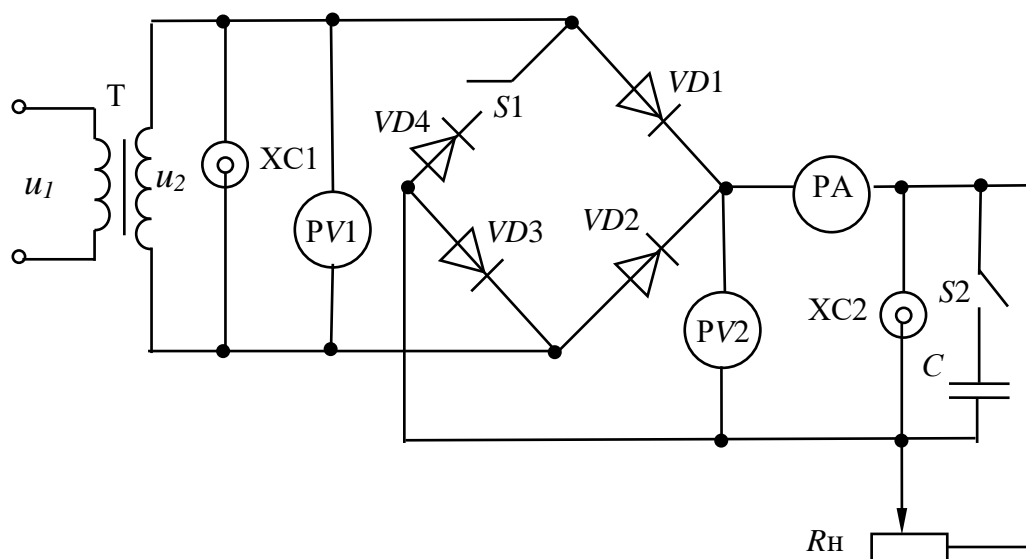 T
u1
u2
XC1
PV1
VD4
S1
VD1
VD3
VD2
PA
PV2
XC2
S2
C
Rн